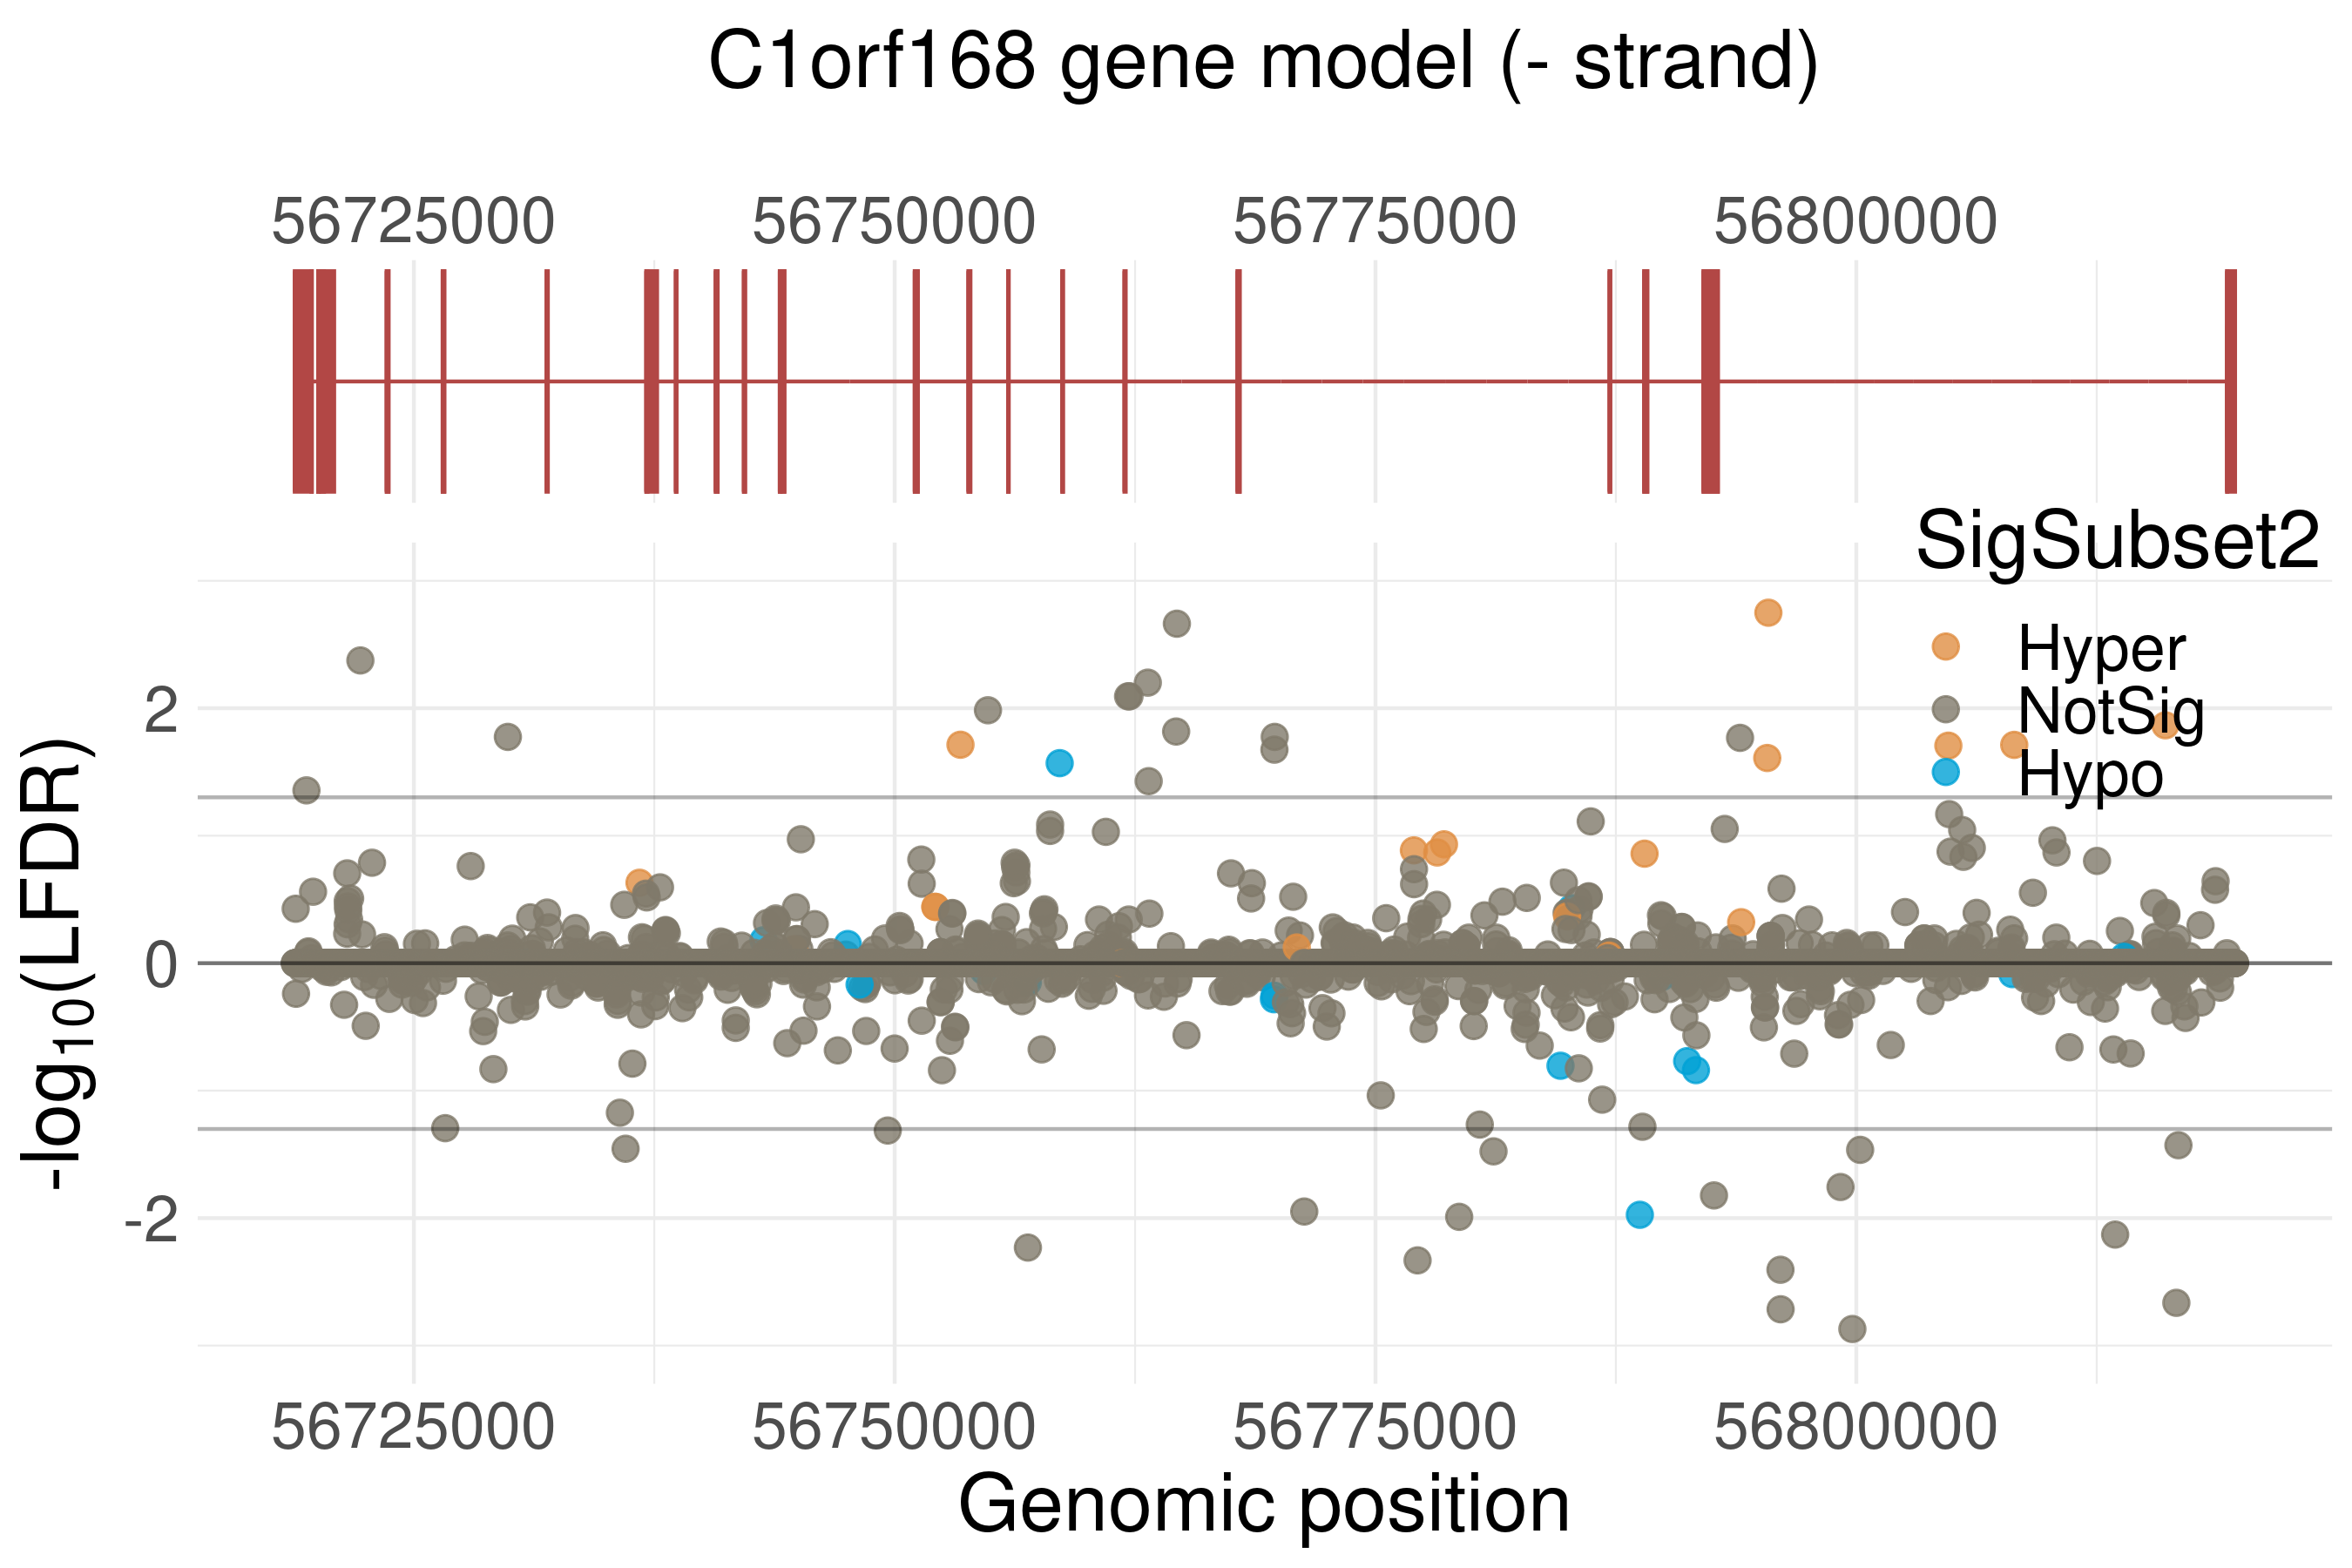 C1orf168 gene model (- strand)
56725000 56750000 56775000 56800000
SigSubset2
Hyper
NotSig
Hypo
2
0
-2
-log10(LFDR)
56725000 56750000 56775000 56800000
Genomic position